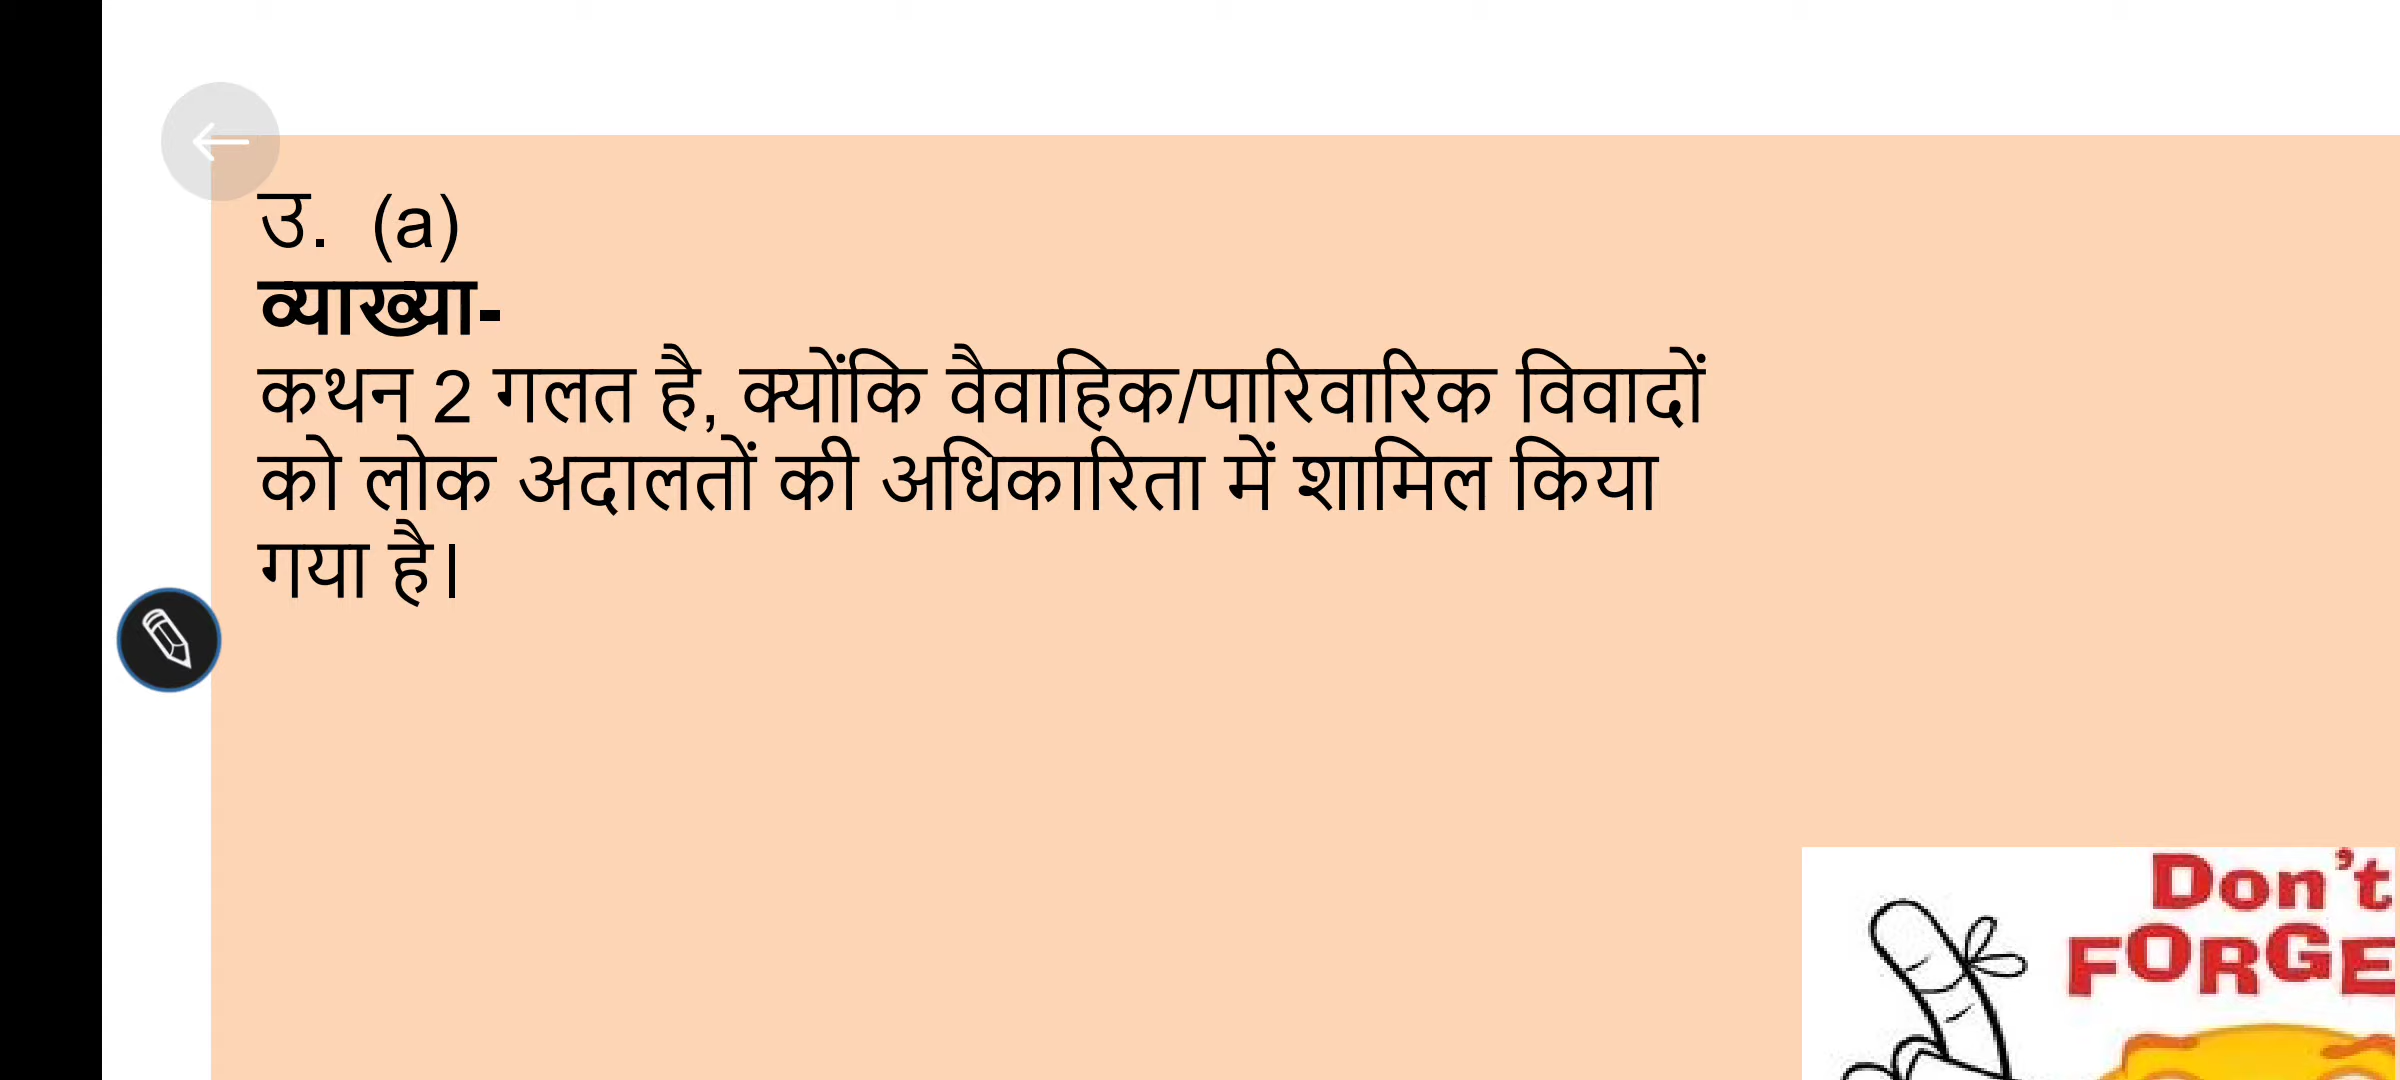 उ. (a)
व्याख्या-
कथन 2 गलत है, क्योंकि वैवाहिक/पारिवारिक विवादों
को लोक अदालतों की अधिकारिता में शामिल किया
गया है।
Don't
FORGE